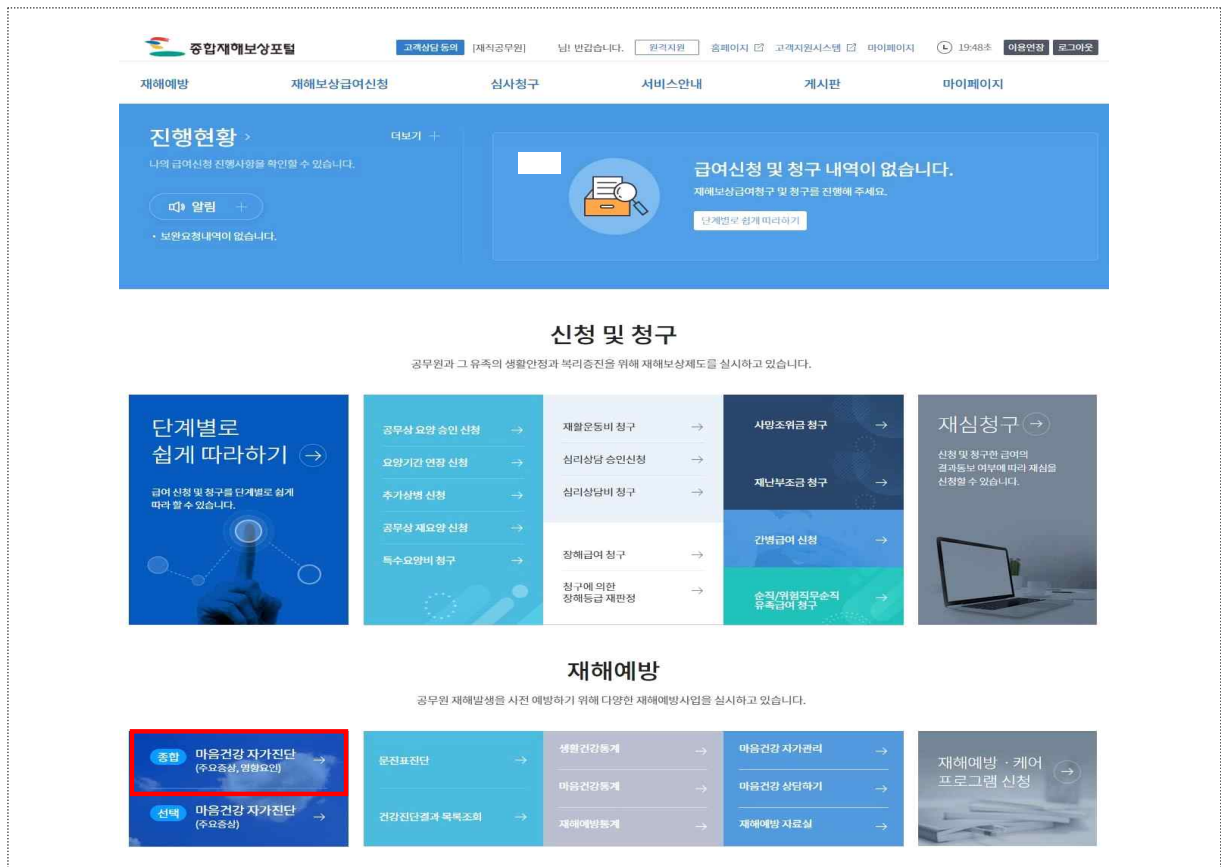 종합재해보상포털
고객상담 동의 [재직공무원] 님! 반갑습니다. 원격지원 홈페이지 고객지원시스템 마이페이지 19:48초 이용연장 로그아웃
재해예방 재해보상급여신청 심사청구 서비스안내 게시판 마이페이지
진행현황 >
더보기 +
나의 급여신청 진행사항을 확인할 수 있습니다.
알림 +
• 보완요청내역이 없습니다.
급여신청 및 청구 내역이 없습니다.
재해보상급여청구 및 청구를 진행해 주세요.
단계별로 쉽게 따라하기
신청 및 청구
공무원과 그 유족의 생활안정과 복리증진을 위해 재해보상제도를 실시하고 있습니다.
단계별로
쉽게 따라하기 →
급여 신청 및 청구를 단계별로 쉽게
따라 할 수 있습니다.
공무상 요양 승인 신청 →
요양기간 연장 신청 →
추가상병 신청 →
공무상 재요양 신청 →
특수요양비 청구 →
재활운동비 청구 →
심리상담 승인신청 →
심리상담비 청구 →
장해급여 청구 →
청구에 의한
장해등급 재판정 →
사망조위금 청구 →
재난부조금 청구 →
간병급여 신청 →
순직/위험직무순직
유족급여 청구 →
재심청구 →
신청 및 청구한 급여의
결과통보 여부에 따라 재심을
신청할 수 있습니다.
재해예방
공무원 재해발생을 사전 예방하기 위해 다양한 재해예방사업을 실시하고 있습니다.
종합 마음건강 자가진단 →
(주요증상, 영향요인)
선택 마음건강 자가진단 →
(주요증상)
문진표진단 →
건강진단결과 목록조회 →
생활건강통계 →
마음건강통계 →
재해예방통계 →
마음건강 자가관리 →
마음건강 상담하기 →
재해예방 자료실 →
재해예방 · 케어
프로그램 신청 →